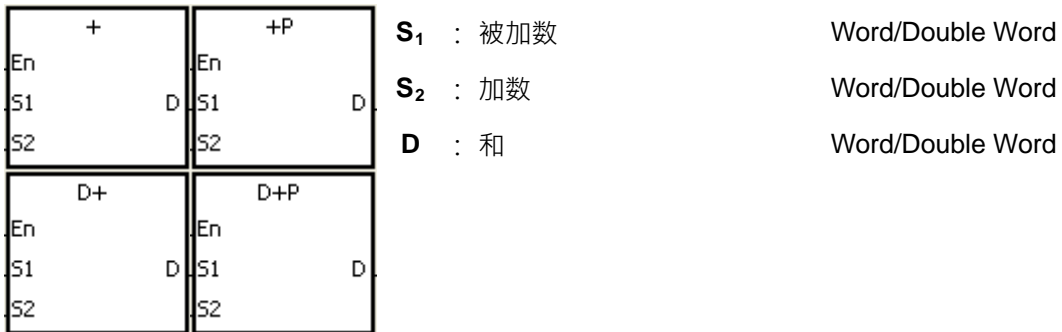 + +P
En En
S1 D S1 D
S2 S2
D+ D+P
En En
S1 D S1 D
S2 S2
S₁ : 被加数 Word/Double Word
S₂ : 加数 Word/Double Word
D : 和 Word/Double Word